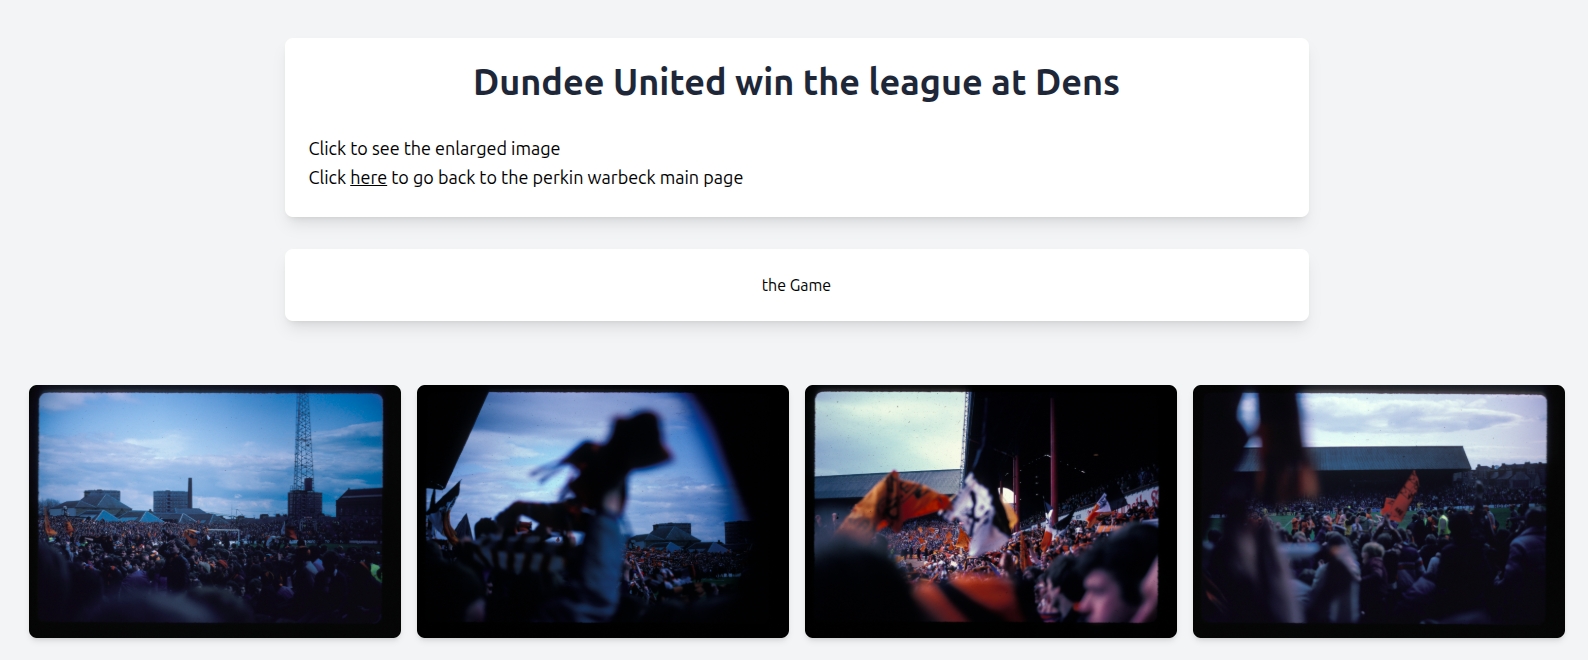 Dundee United win the league at Dens
Click to see the enlarged image
Click here to go back to the perkin warbeck main page
the Game